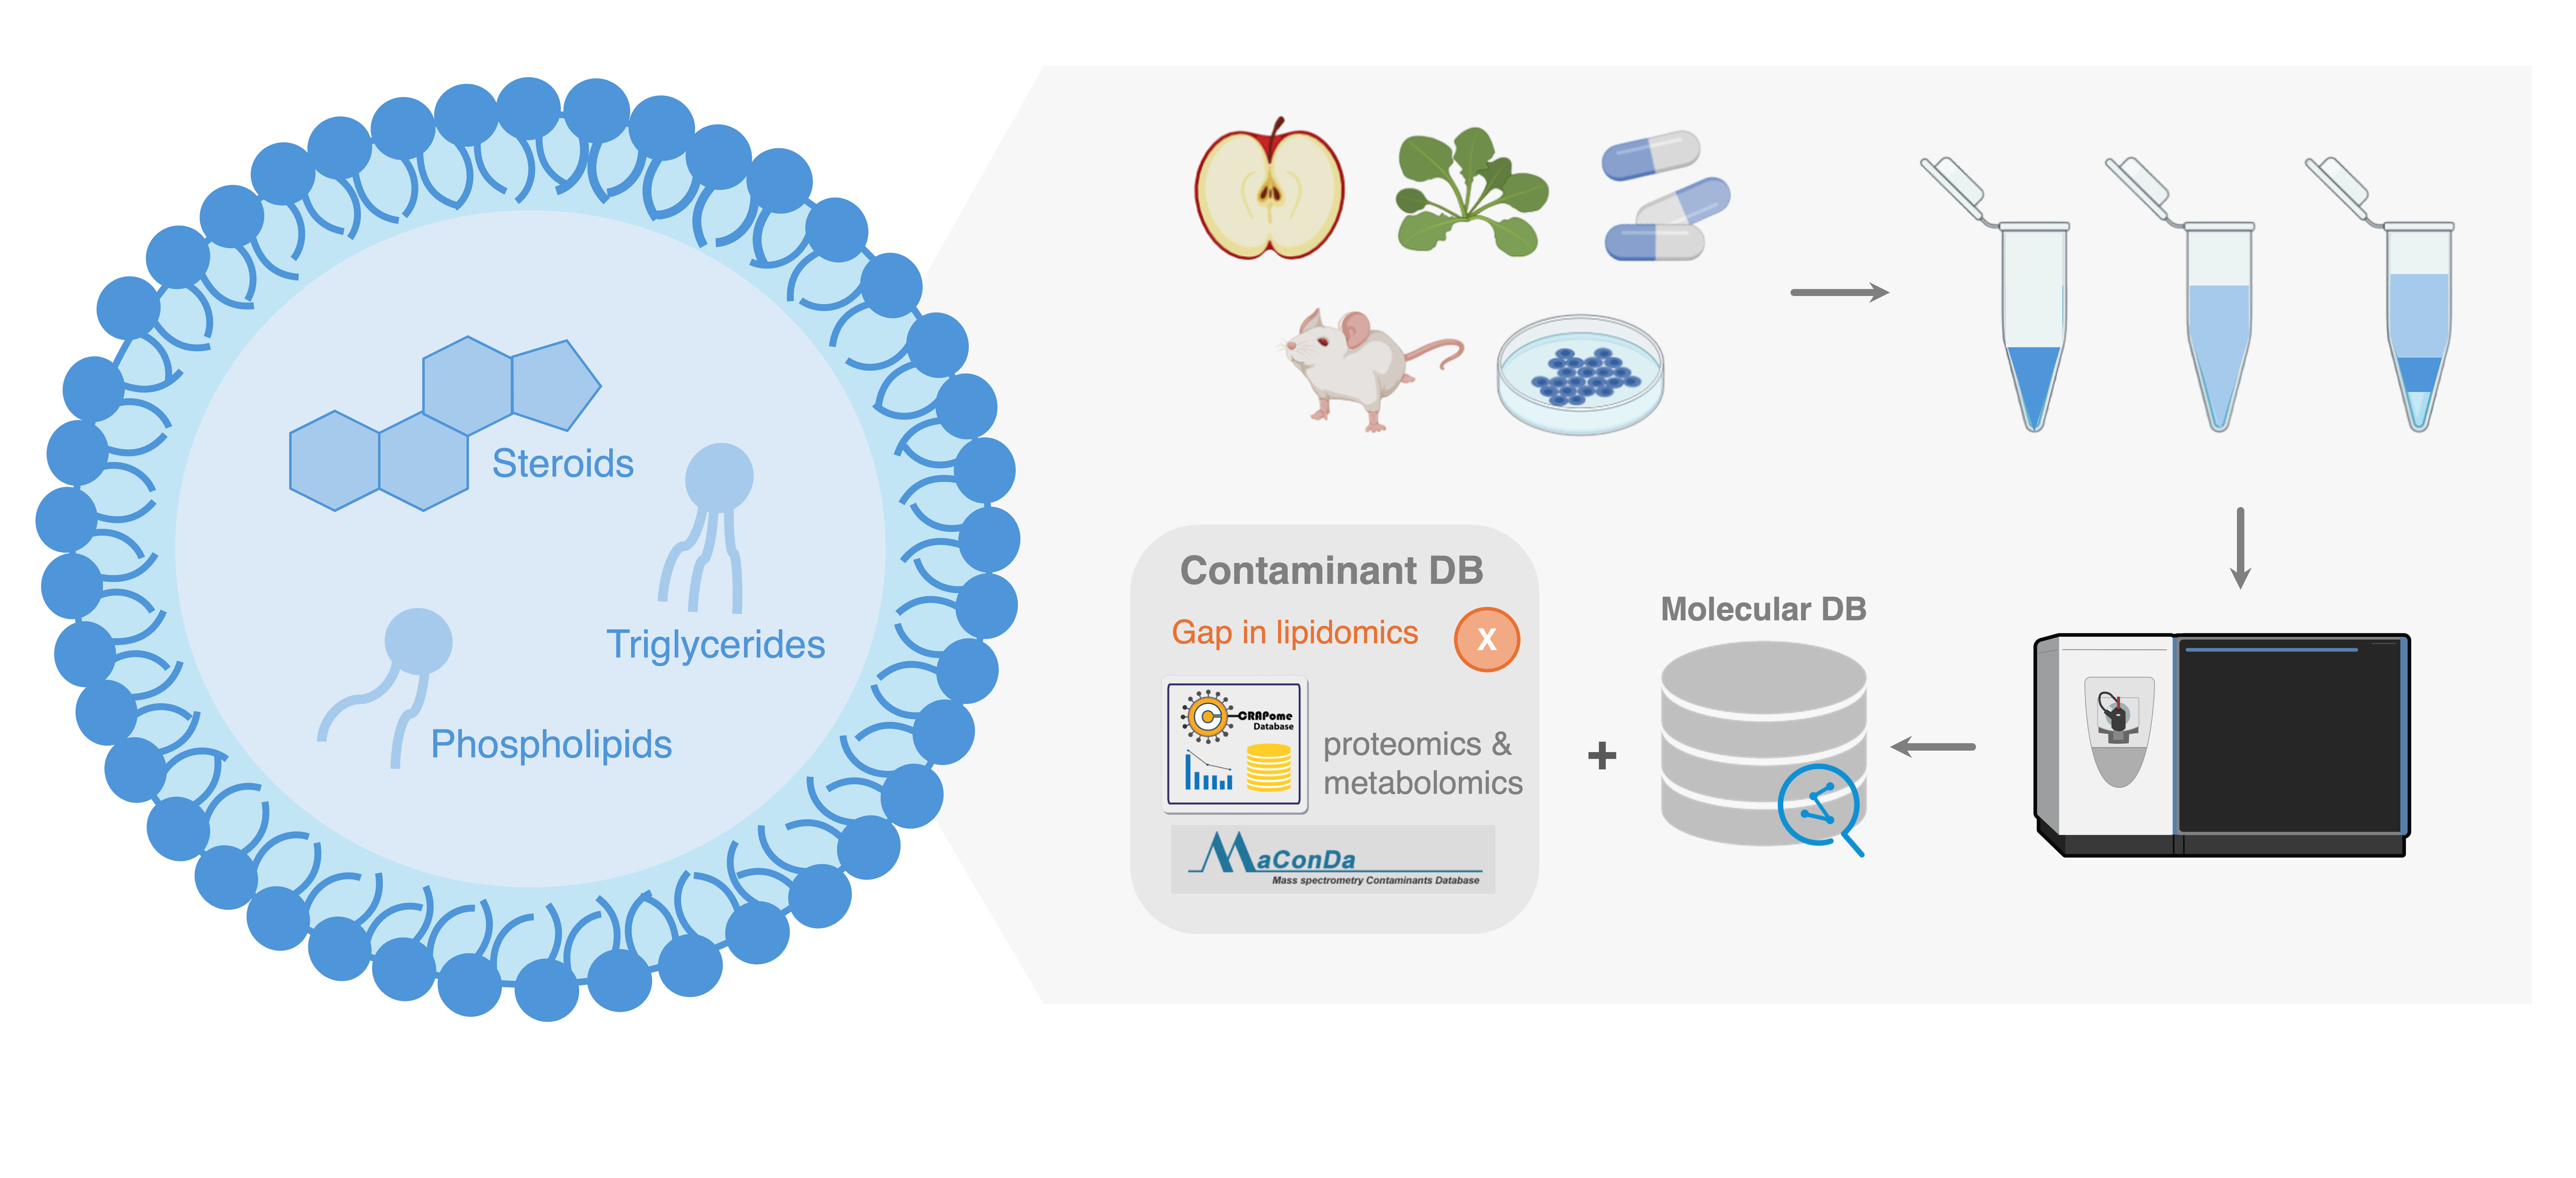 Steroids
Triglycerides
Phospholipids
Contaminant DB
Gap in lipidomics
X
CRAPome
Database
proteomics &
metabolomics
MaConDa
Mass spectrometry Contaminants Database
+
Molecular DB